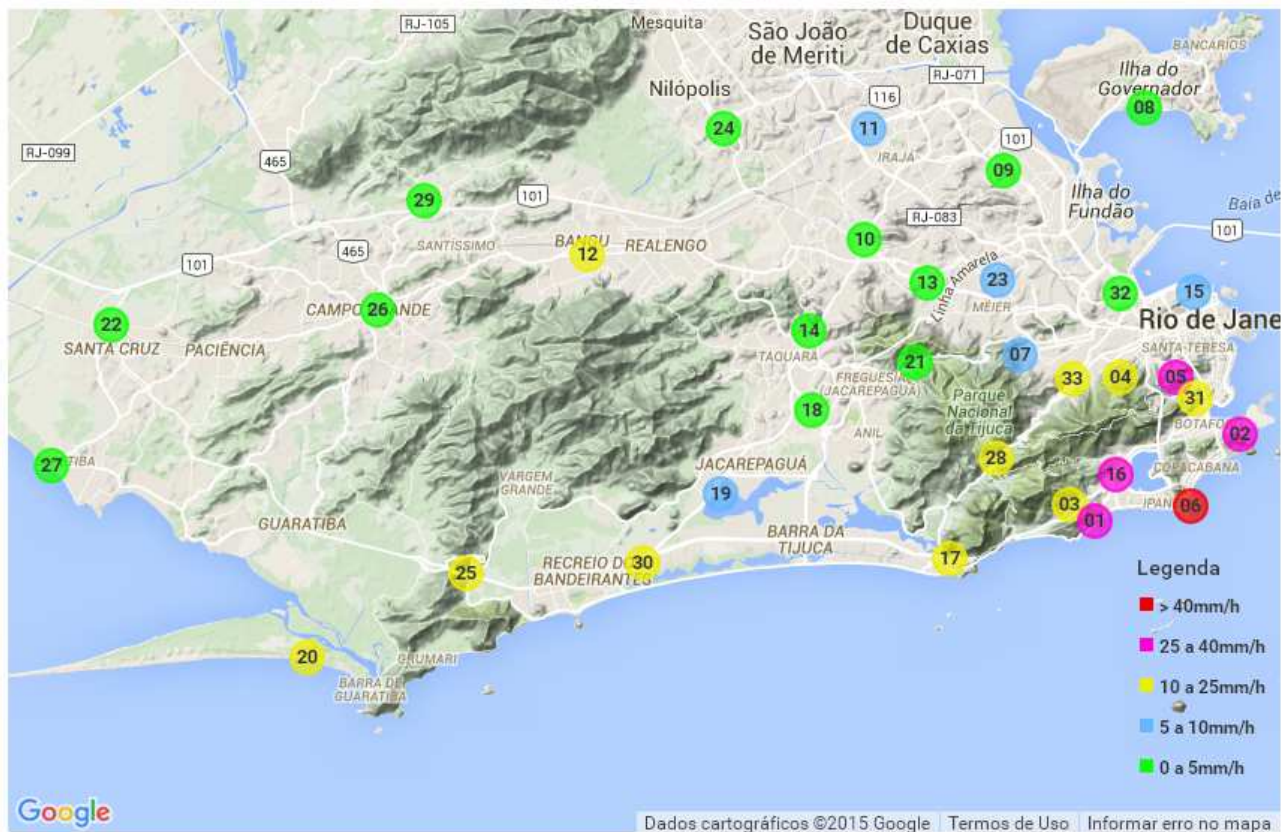 RJ-105
Mesquita
São João
de Meriti
Duque
de Caxias
BANCÁRIOS
RJ-071
Ilha do
Governador
Nilópolis
116
08
24
11
101
RJ-099
465
IRAJÁ
09
29
101
Ilha do
Fundão
RJ-083
Baía de
101
10
SANTÍSSIMO
BANGU
REALENGO
465
12
101
13
Linha Amarela
23
MÉIER
32
15
CAMPO GRANDE
26
22
SANTA CRUZ
PACIÊNCIA
14
TAQUARA
Rio de Jane
SANTA TERESA
07
21
FREGUESIA
(JACAREPAGUÁ)
33
04
05
31
Parque
Nacional
da Tijuca
18
ANIL
BOTAFO
02
27
TIBA
28
16
COPACABANA
JACAREPAGUÁ
VARGEM
GRANDE
19
03
01
IPAN
06
GUARATIBA
BARRA DA
TIJUCA
25
RECREIO DO
BANDEIRANTES
30
17
20
GRUMARI
BARRA DE
GUARATIBA
Legenda
> 40mm/h
25 a 40mm/h
10 a 25mm/h
5 a 10mm/h
0 a 5mm/h
Google
Dados cartográficos ©2015 Google
Termos de Uso
Informar erro no mapa